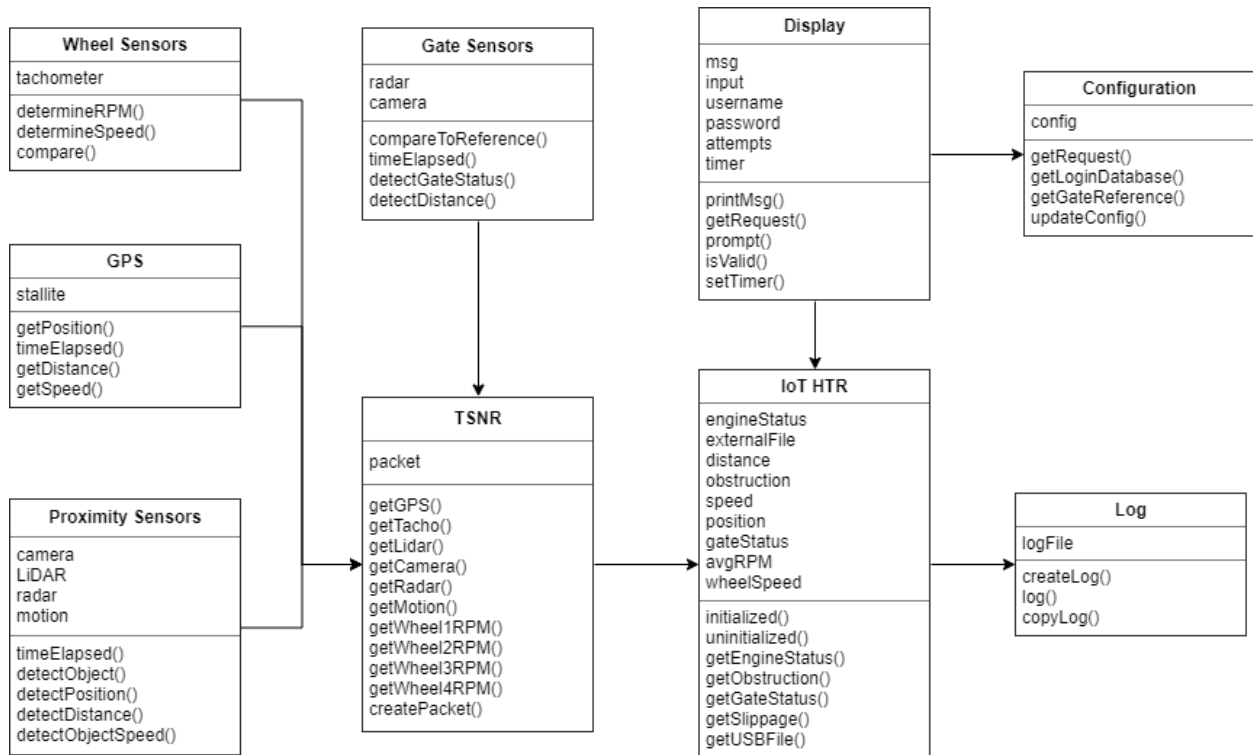 Wheel Sensors
tachometer
determineRPM()
determineSpeed()
compare()
GPS
stallite
getPosition()
timeElapsed()
getDistance()
getSpeed()
Proximity Sensors
camera
LiDAR
radar
motion
timeElapsed()
detectObject()
detectPosition()
detectDistance()
detectObjectSpeed()
Gate Sensors
radar
camera
compareToReference()
timeElapsed()
detectGateStatus()
detectDistance()
TSNR
packet
getGPS()
getTacho()
getLidar()
getCamera()
getRadar()
getMotion()
getWheel1RPM()
getWheel2RPM()
getWheel3RPM()
getWheel4RPM()
createPacket()
Display
msg
input
username
password
attempts
timer
printMsg()
getRequest()
prompt()
isValid()
setTimer()
IoT HTR
engineStatus
externalFile
distance
obstruction
speed
position
gateStatus
avgRPM
wheelSpeed
initialized()
uninitialized()
getEngineStatus()
getObstruction()
getGateStatus()
getSlippage()
getUSBFile()
Configuration
config
getRequest()
getLoginDatabase()
getGateReference()
updateConfig()
Log
logFile
createLog()
log()
copyLog()